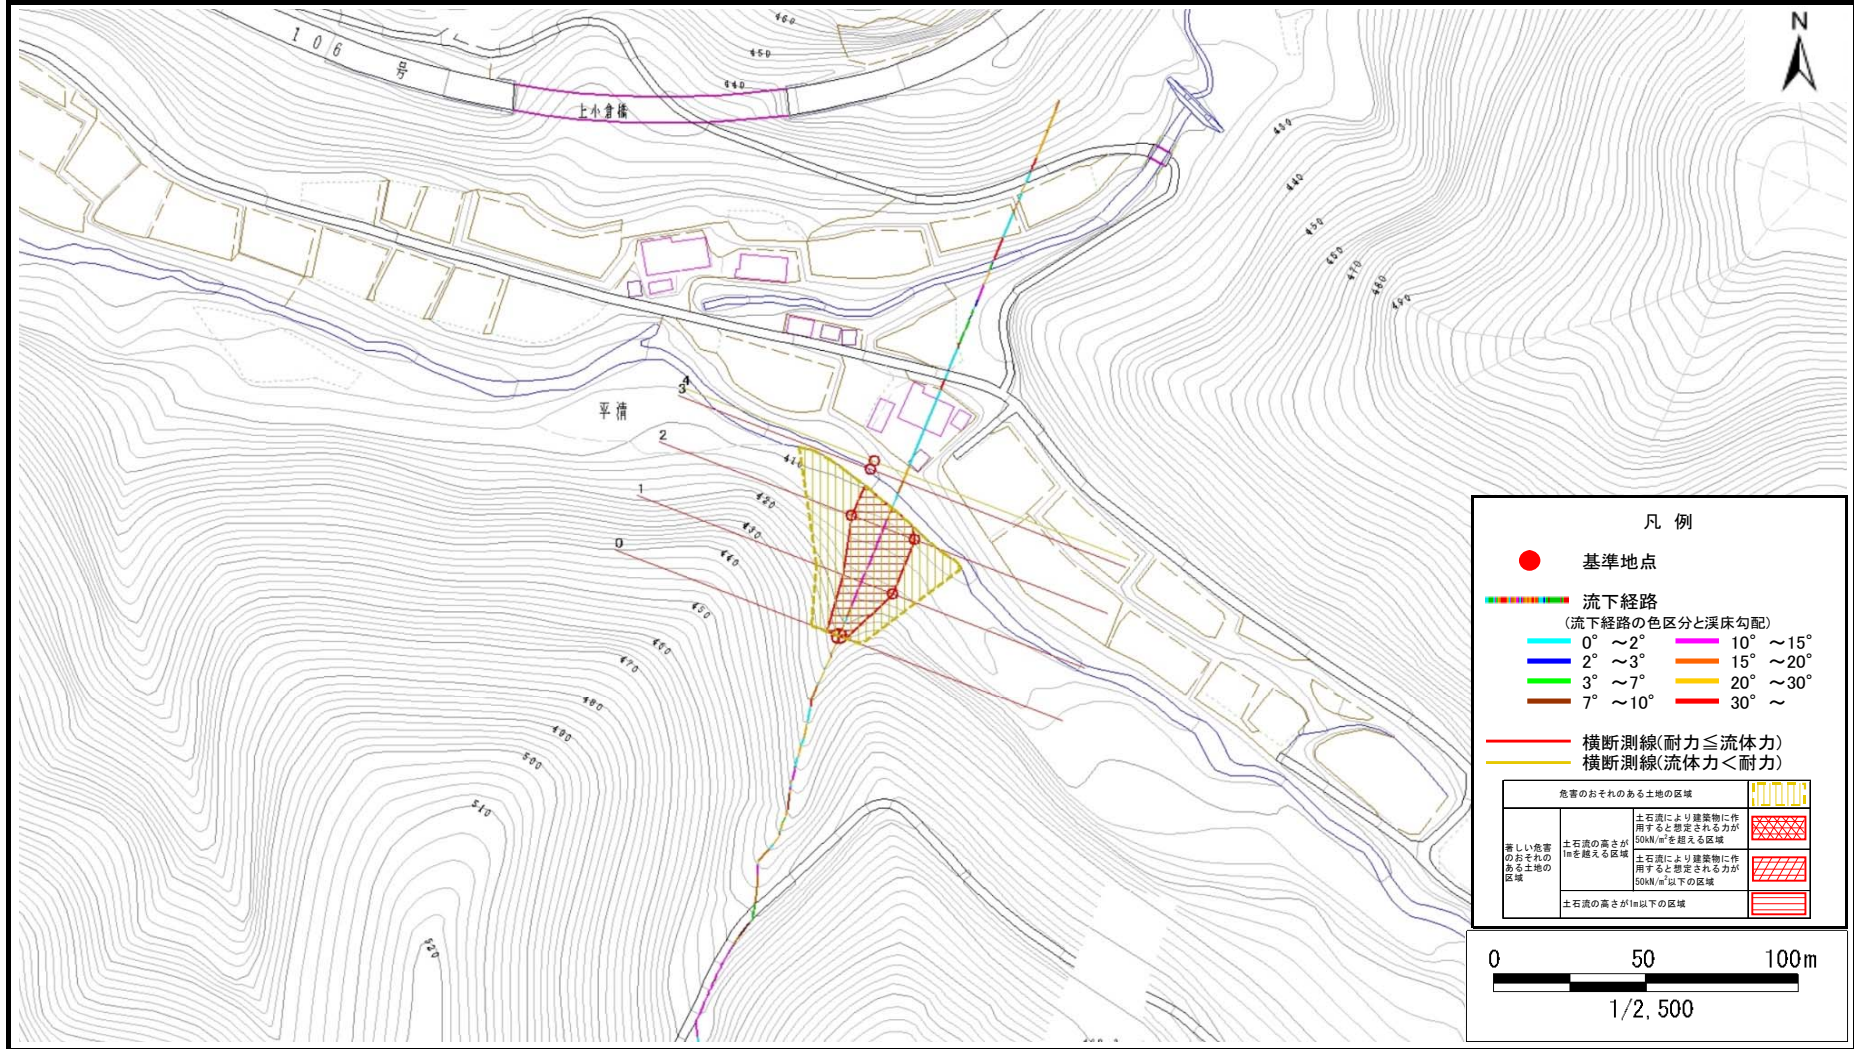 N
460
450
440
106号
上小倉橋
430
440
450
460
470
480
490
4
3
平清
2
410
1
420
430
0
440
450
460
470
480
490
500
510
520
凡 例
基準地点
流下経路
(流下経路の色区分と渓床勾配)
0° ～2° 10° ～15°
2° ～3° 15° ～20°
3° ～7° 20° ～30°
7° ～10° 30° ～
横断測線(耐力≦流体力)
横断測線(流体力＜耐力)
危害のおそれのある土地の区域
著しい危害
のおそれの
ある土地の
区域
土石流の高さが
1mを越える区域
土石流により建築物に作
用すると想定される力が
50kN/m²を超える区域
土石流により建築物に作
用すると想定される力が
50kN/m²以下の区域
土石流の高さが1m以下の区域
0 50 100m
1/2,500